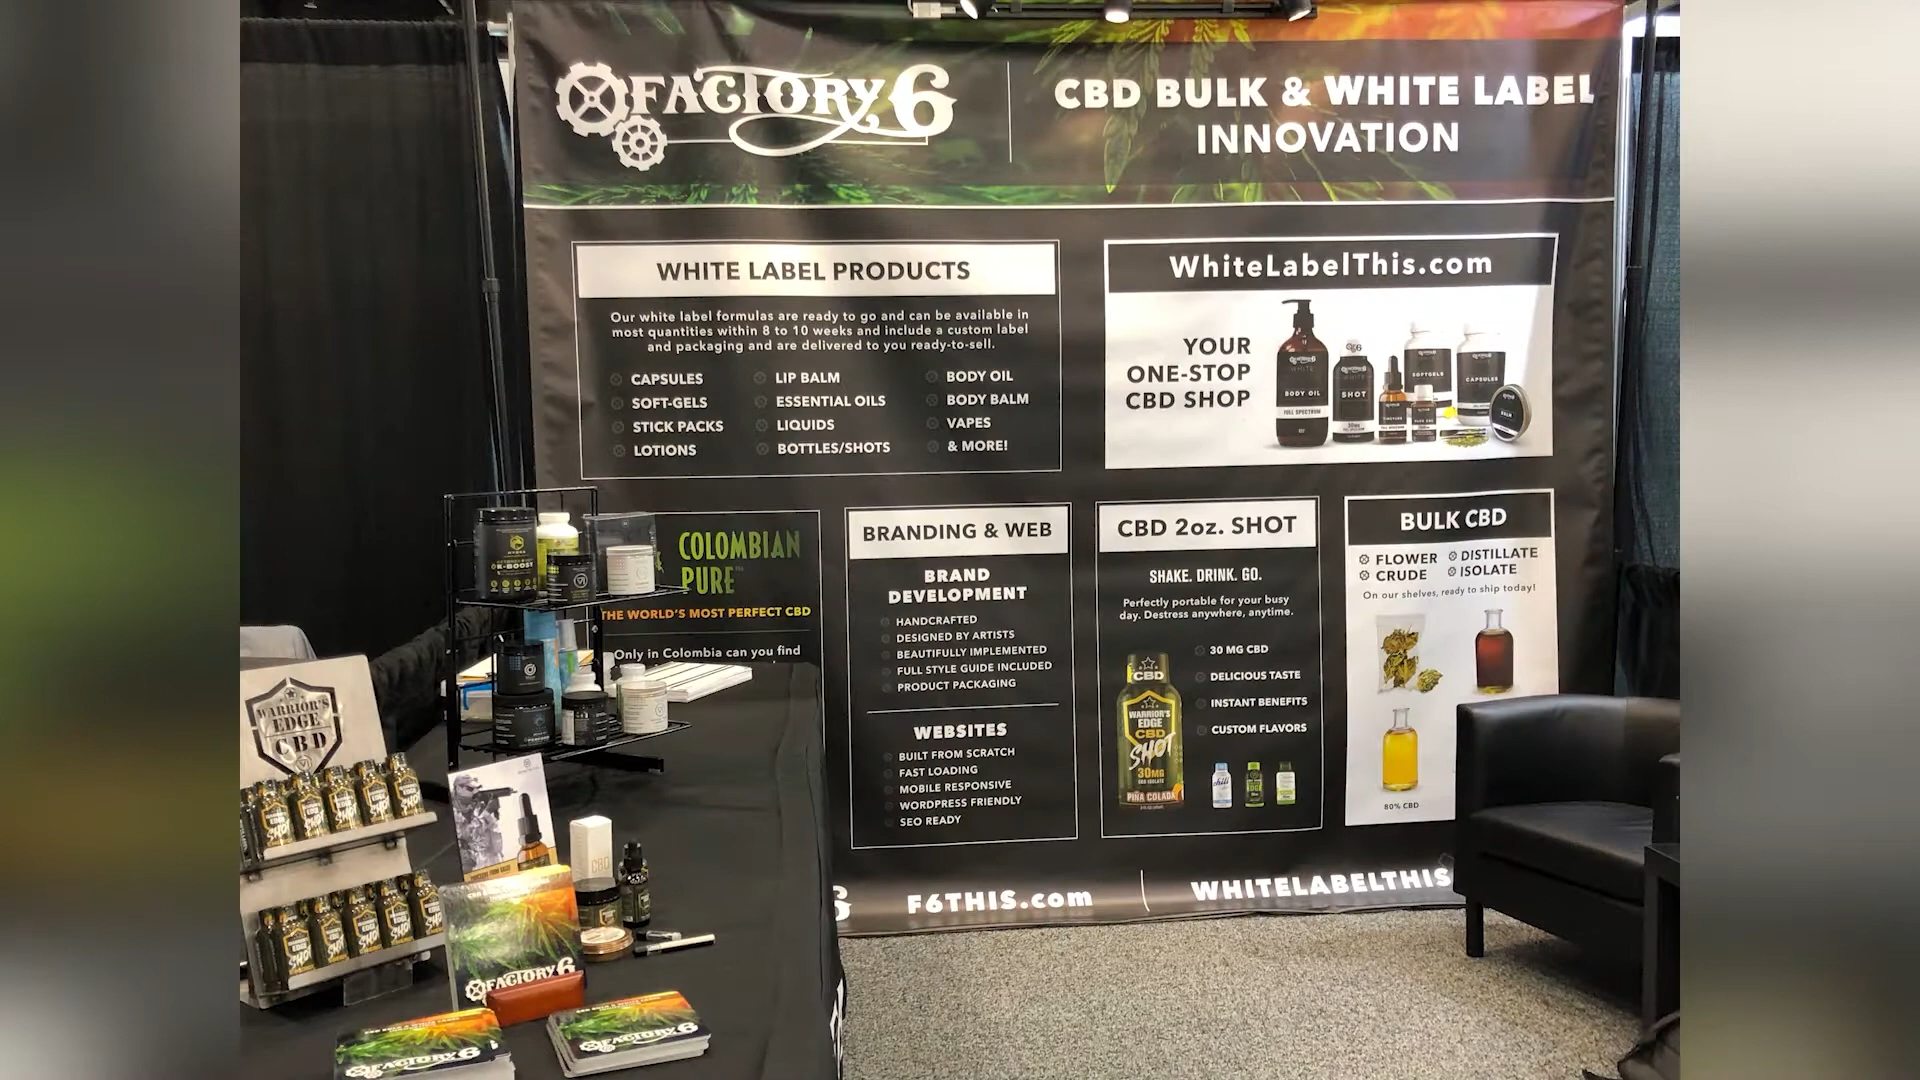 FACTORY 6
CBD BULK & WHITE LABEL
INNOVATION
WHITE LABEL PRODUCTS
Our white label formulas are ready to go and can be available in
most quantities within 8 to 10 weeks and include a custom label
and packaging and are delivered to you ready-to-sell.
CAPSULES
SOFT-GELS
STICK PACKS
LOTIONS
LIP BALM
ESSENTIAL OILS
LIQUIDS
BOTTLES/SHOTS
BODY OIL
BODY BALM
VAPES
& MORE!
WhiteLabelThis.com
YOUR
ONE-STOP
CBD SHOP
BODY OIL
FULL SPECTRUM
SHOT
SOFTGELS
CAPSULES
BALM
COLOMBIAN
PURE
THE WORLD'S MOST PERFECT CBD
Only in Colombia can you find
BRANDING & WEB
BRAND
DEVELOPMENT
HANDCRAFTED
DESIGNED BY ARTISTS
BEAUTIFULLY IMPLEMENTED
FULL STYLE GUIDE INCLUDED
PRODUCT PACKAGING
WEBSITES
BUILT FROM SCRATCH
FAST LOADING
MOBILE RESPONSIVE
WORDPRESS FRIENDLY
SEO READY
CBD 2oz. SHOT
SHAKE. DRINK. GO.
Perfectly portable for your busy
day. Destress anywhere, anytime.
30 MG CBD
DELICIOUS TASTE
INSTANT BENEFITS
CUSTOM FLAVORS
CBD
WARRIOR'S
EDGE
CBD
SHOT
30MG
CBD ISOLATE
PIÑA COLADA
BULK CBD
FLOWER
CRUDE
DISTILLATE
ISOLATE
On our shelves, ready to ship today!
80% CBD
6
F6THIS.com
WHITELABELTHIS
K-BOOST
WARRIOR'S
EDGE
CBD
CBD
FACTORY 6
FACTORY 6
FACTORY 6